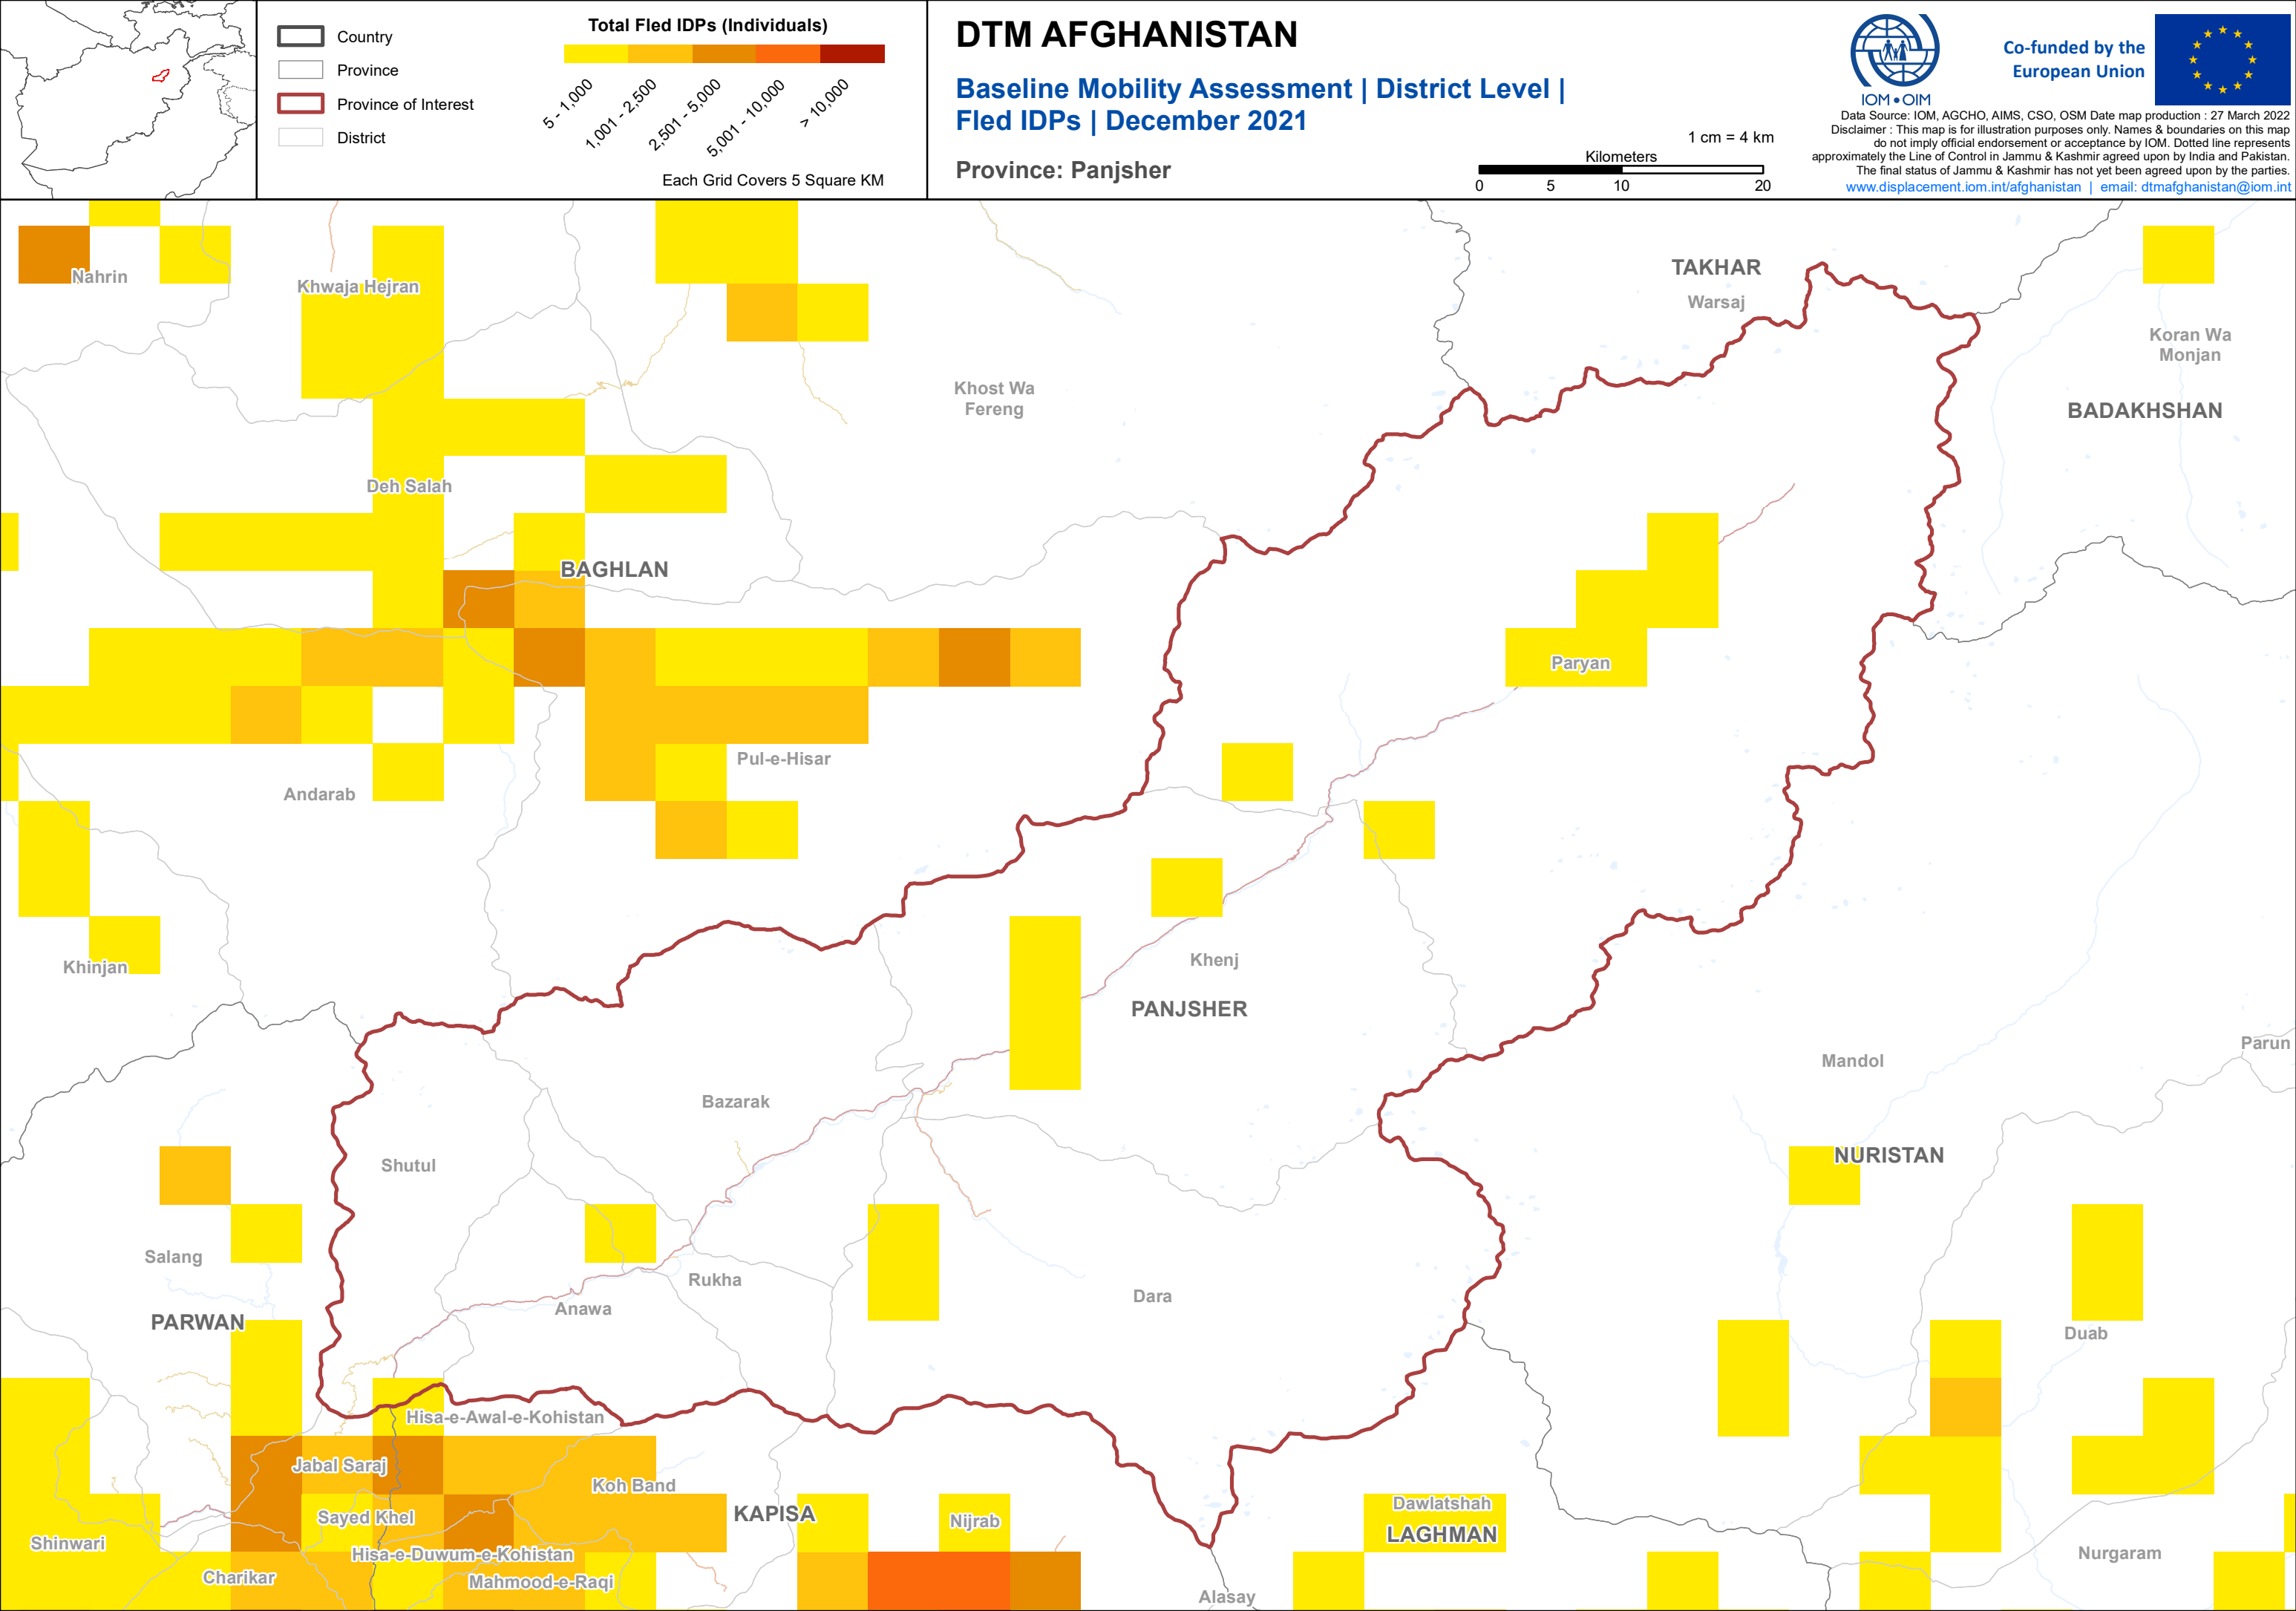 Country
Province
Province of Interest
District
Total Fled IDPs (Individuals)
5 - 1,000
1,001 - 2,500
2,501 - 5,000
5,001 - 10,000
> 10,000
Each Grid Covers 5 Square KM
DTM AFGHANISTAN
Baseline Mobility Assessment | District Level |
Fled IDPs | December 2021
Province: Panjsher
1 cm = 4 km
Kilometers
0 5 10 20
IOM • OIM
Co-funded by the
European Union
Data Source: IOM, AGCHO, AIMS, CSO, OSM Date map production : 27 March 2022
Disclaimer : This map is for illustration purposes only. Names & boundaries on this map
do not imply official endorsement or acceptance by IOM. Dotted line represents
approximately the Line of Control in Jammu & Kashmir agreed upon by India and Pakistan.
The final status of Jammu & Kashmir has not yet been agreed upon by the parties.
www.displacement.iom.int/afghanistan | email: dtmafghanistan@iom.int
TAKHAR
Nahrin
Khwaja Hejran
Warsaj
Koran Wa
Monjan
Khost Wa
Fereng
BADAKHSHAN
Deh Salah
BAGHLAN
Paryan
Pul-e-Hisar
Andarab
Khenj
Khinjan
PANJSHER
Parun
Mandol
Bazarak
NURISTAN
Shutul
Salang
Rukha
Dara
Anawa
PARWAN
Duab
Hisa-e-Awal-e-Kohistan
Jabal Saraj
Koh Band
Dawlatshah
KAPISA
Sayed Khel
Nijrab
LAGHMAN
Shinwari
Hisa-e-Duwum-e-Kohistan
Nurgaram
Charikar
Mahmood-e-Raqi
Alasay